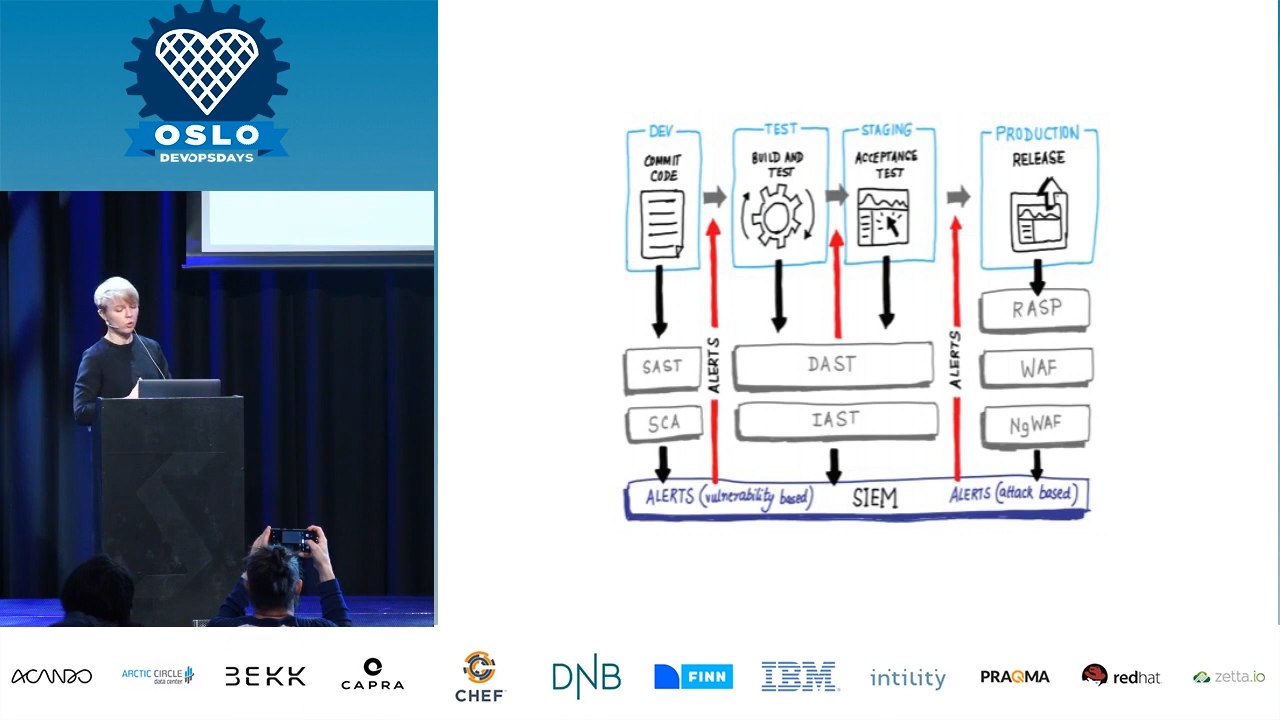 OSLO
DEVOPSDAYS
DEV
COMMIT
CODE
TEST
BUILD AND
TEST
STAGING
ACCEPTANCE
TEST
PRODUCTION
RELEASE
RASP
SAST
ALERTS
DAST
ALERTS
WAF
SCA
IAST
NgWAF
ALERTS (vulnerability based) SIEM ALERTS (attack based)
ACANDO
ARCTIC CIRCLE
data center
BEKK
CAPRA
CHEF
DNB
FINN
IBM
intility
PRAQMA
redhat
zetta.io